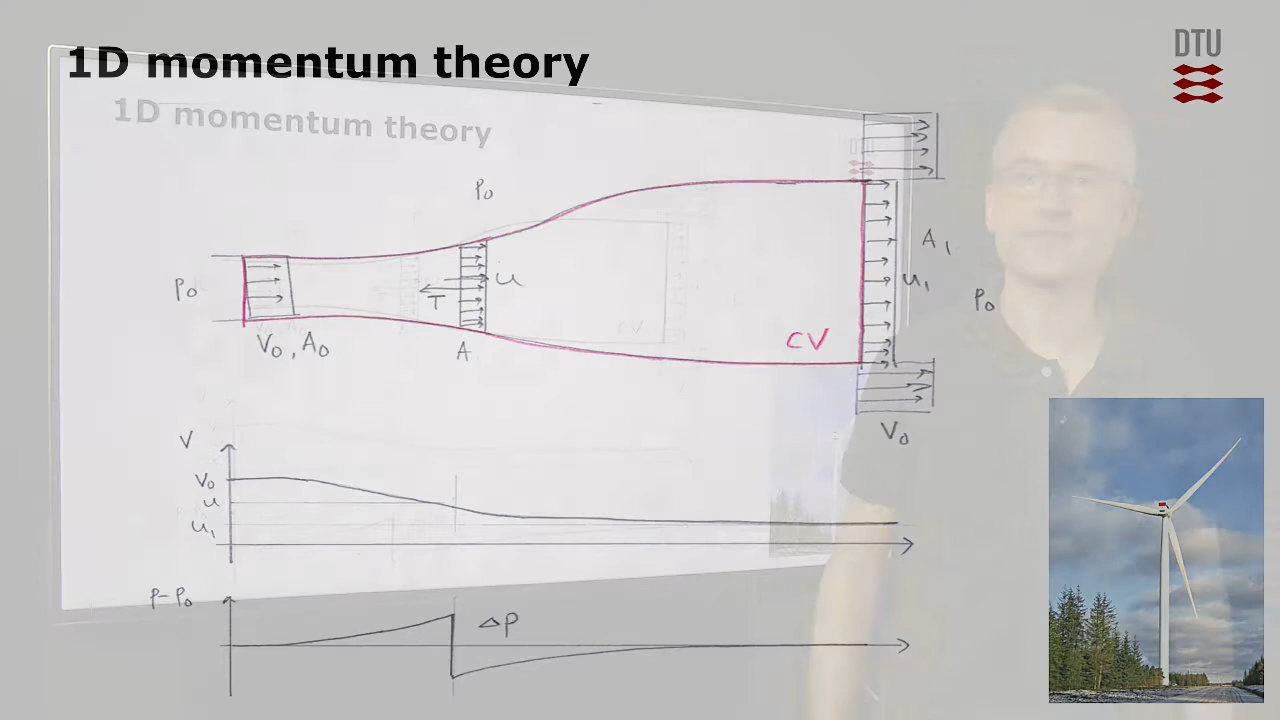 1D momentum theory
DTU
1D momentum theory
P₀
P₀
T
u
A₁
u₁
P₀
V₀, A₀
A
CV
CV
V₀
V
V₀
u
u₁
P-P₀
ΔP